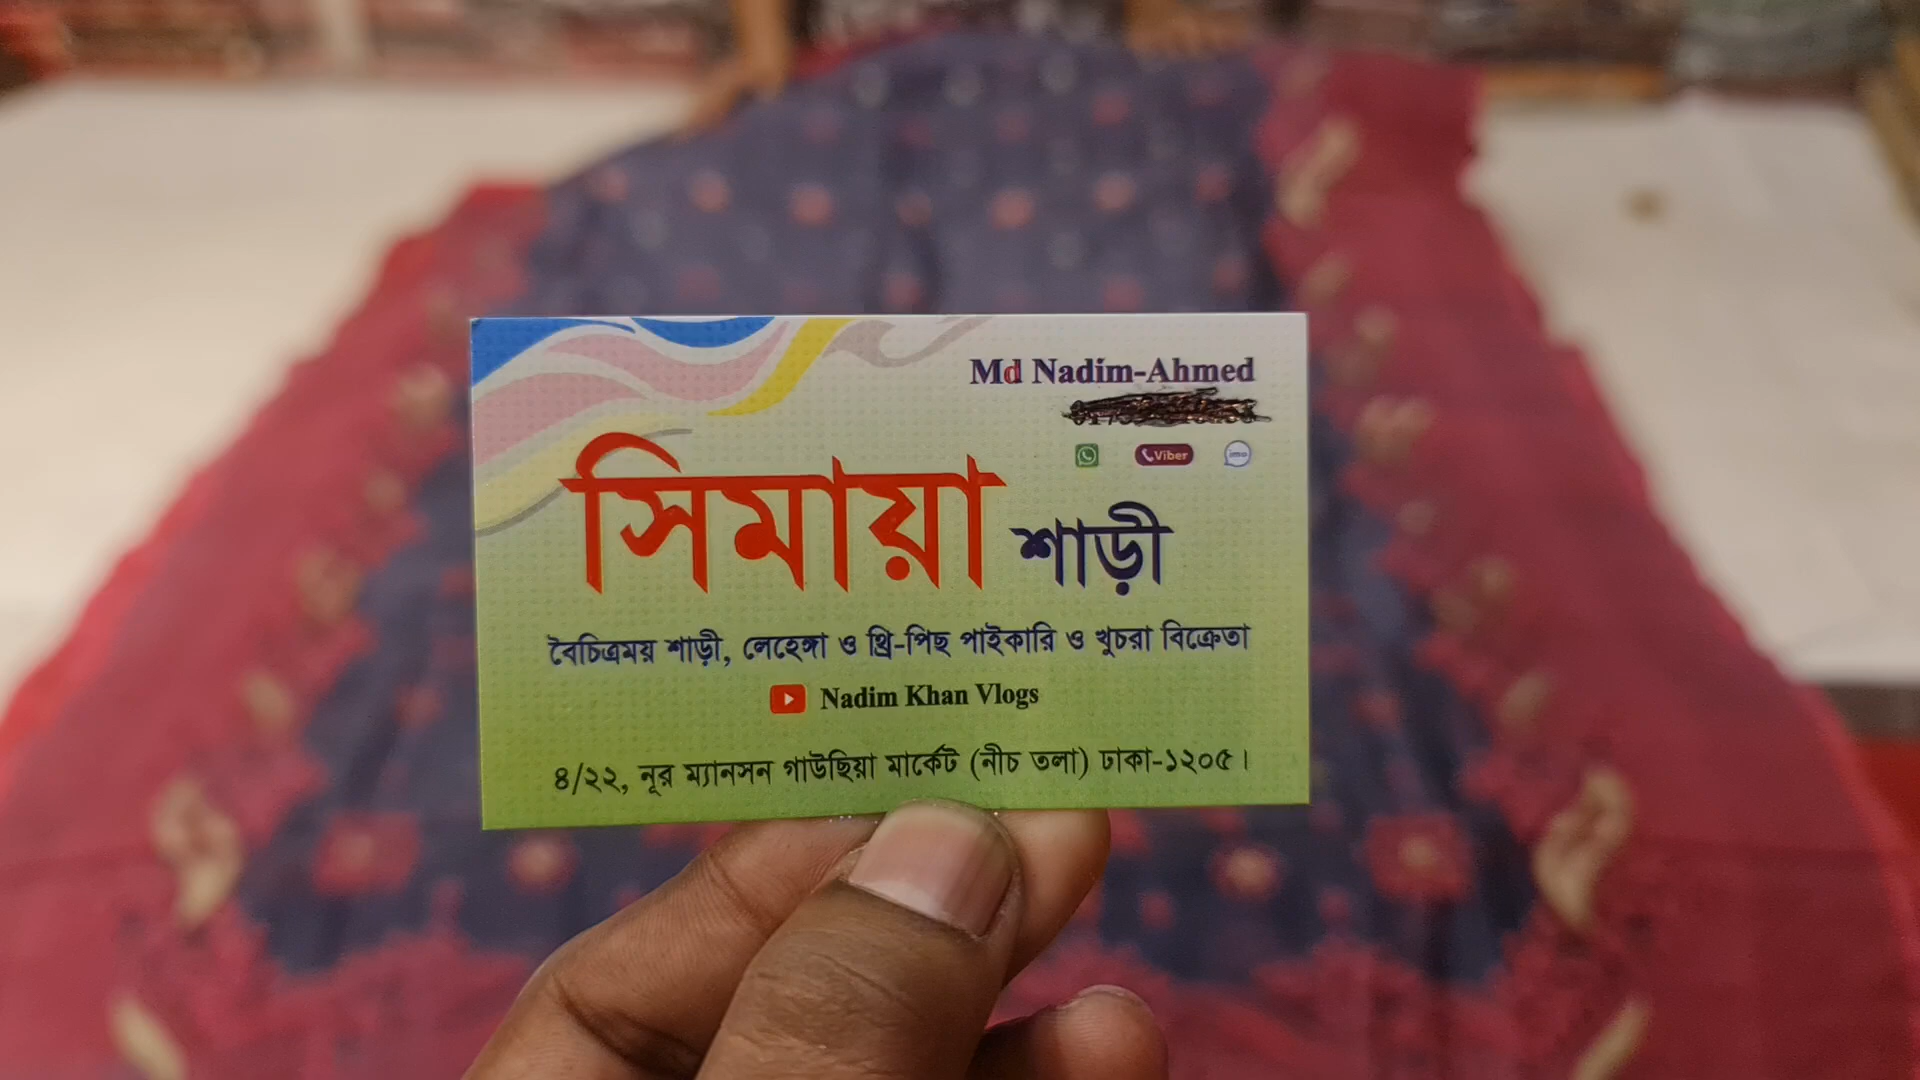 Md Nadim-Ahmed
Viber
imo
সিমায়া শাড়ী
বৈচিত্রময় শাড়ী, লেহেঙ্গা ও থ্রি-পিছ পাইকারি ও খুচরা বিক্রেতা
Nadim Khan Vlogs
৪/২২, নূর ম্যানসন গাউছিয়া মার্কেট (নীচ তলা) ঢাকা-১২০৫।